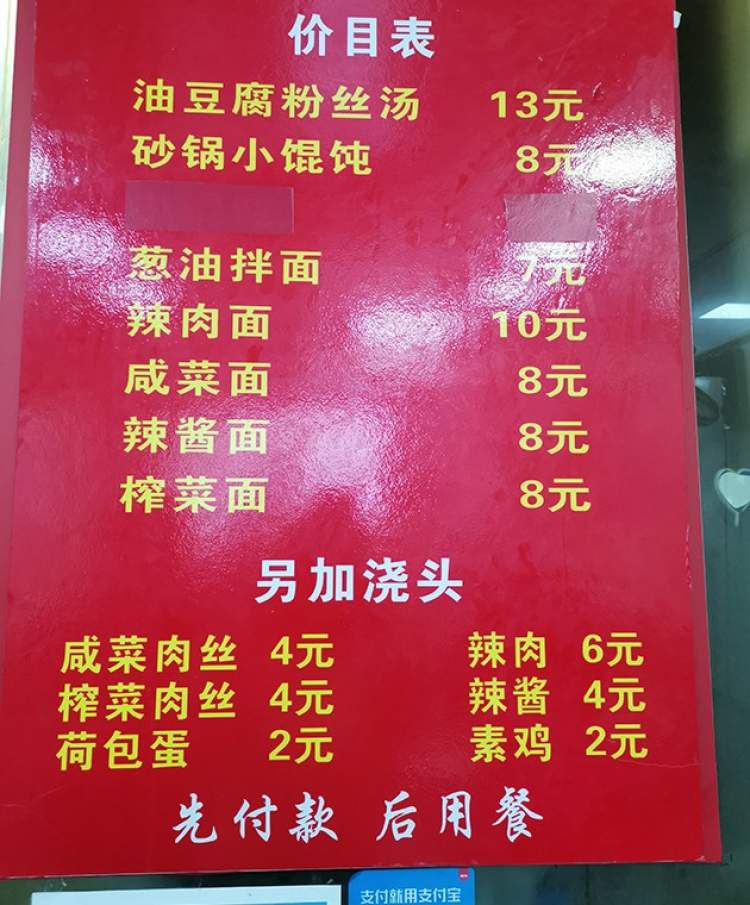 价目表
油豆腐粉丝汤 13元
砂锅小馄饨 8元
葱油拌面 7元
辣肉面 10元
咸菜面 8元
辣酱面 8元
榨菜面 8元
另加浇头
咸菜肉丝 4元 辣肉 6元
榨菜肉丝 4元 辣酱 4元
荷包蛋 2元 素鸡 2元
先付款 后用餐
支付就用支付宝